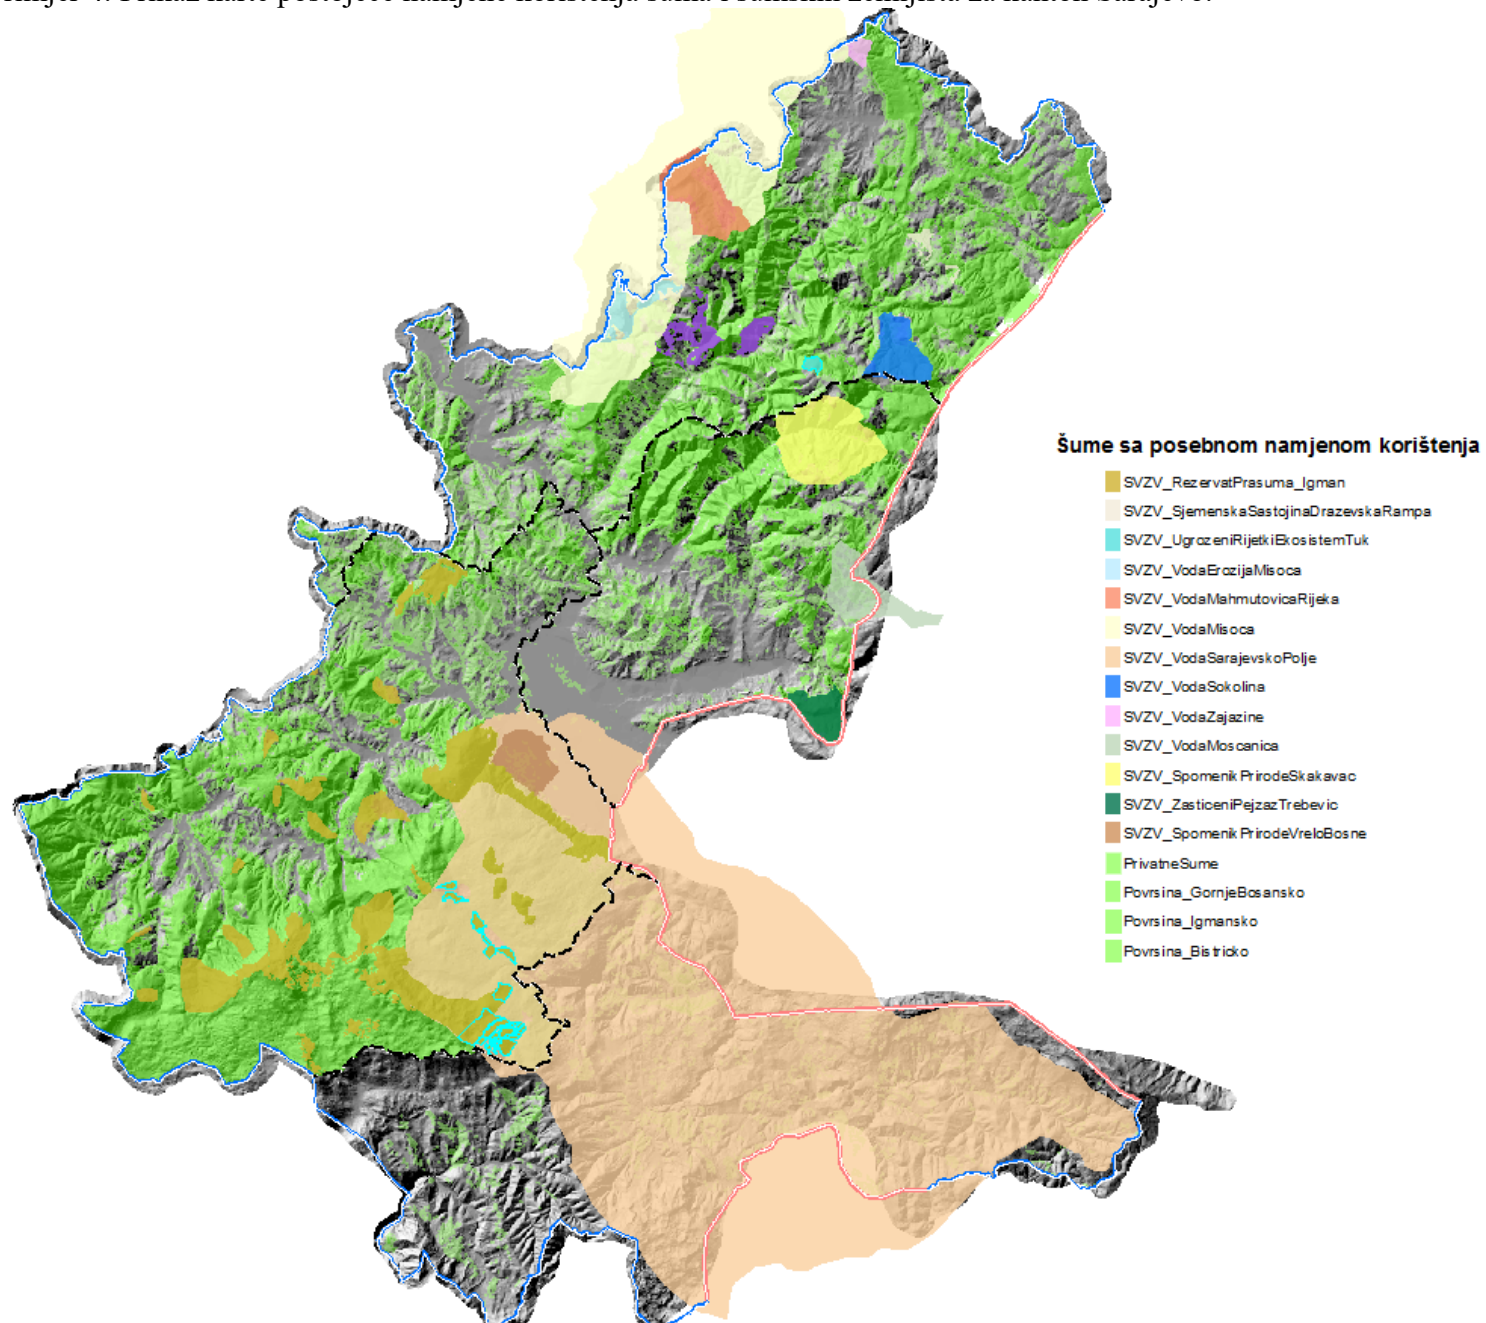 Šume sa posebnom namjenom korištenja
SVZV_RezervatPrasuma_Igman
SVZV_SjemenskaSastojinaDrazevskaRampa
SVZV_UgrozeniRijetkiEkosistemTuk
SVZV_VodaErozijaMisoca
SVZV_VodaMahmutovicaRijeka
SVZV_VodaMisoca
SVZV_VodaSarajevskoPolje
SVZV_VodaSokolina
SVZV_VodaZajazine
SVZV_VodaMoscanica
SVZV_SpomenikPrirodeSkakavac
SVZV_ZasticeniPejzazTrebevic
SVZV_SpomenikPrirodeVreloBosne
PrivatneSume
Povrsina_GornjeBosansko
Povrsina_Igmansko
Povrsina_Bistricko